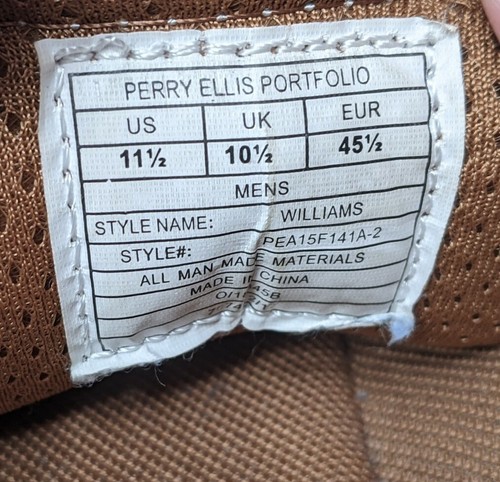 PERRY ELLIS PORTFOLIO
US UK EUR
11½ 10½ 45½
MENS
STYLE NAME: WILLIAMS
STYLE#: PEA15F141A-2
ALL MAN MADE MATERIALS
MADE IN CHINA